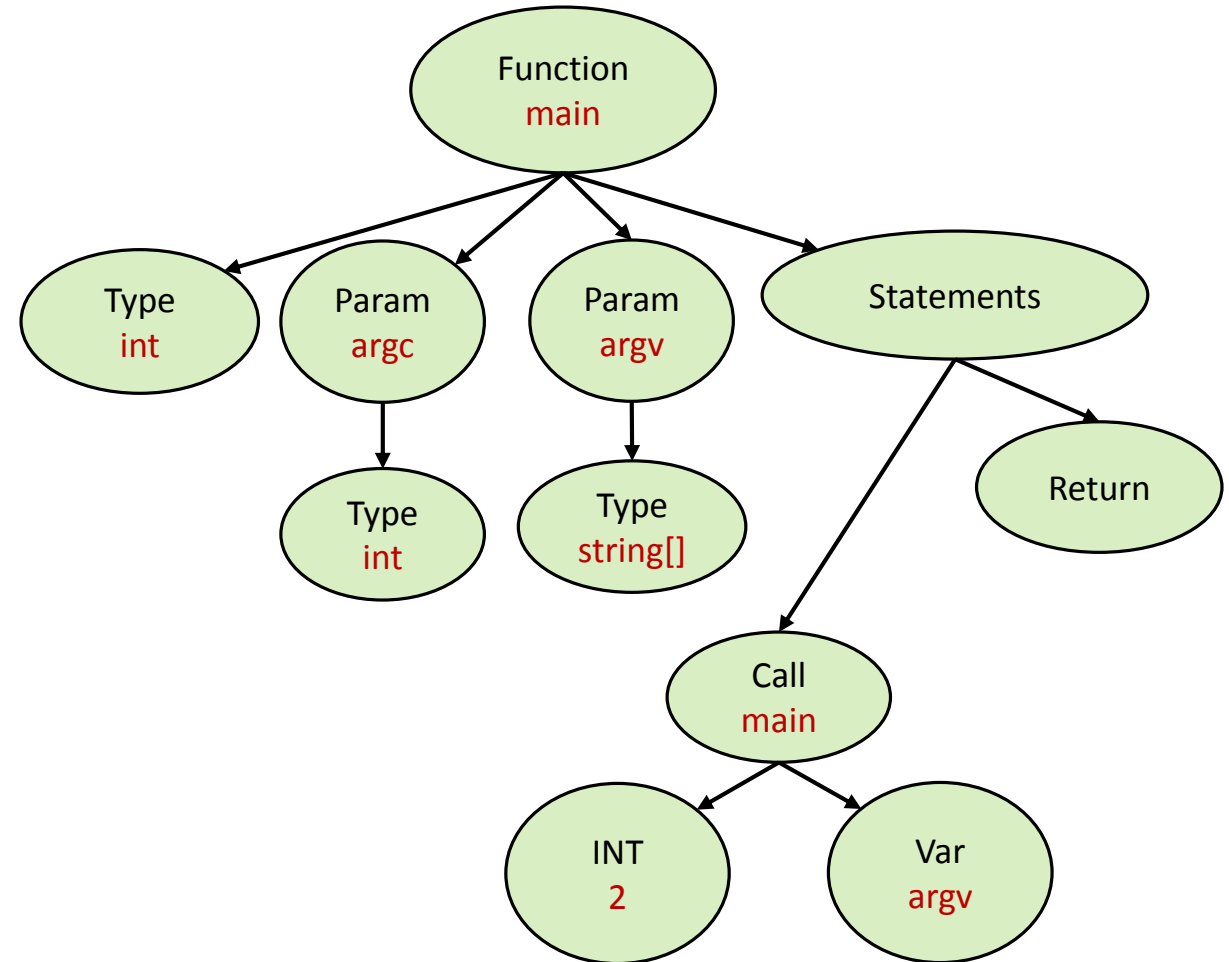 Function
main
Type
int
Param
argc
Param
argv
Statements
Type
int
Type
string[]
Return
Call
main
INT
2
Var
argv